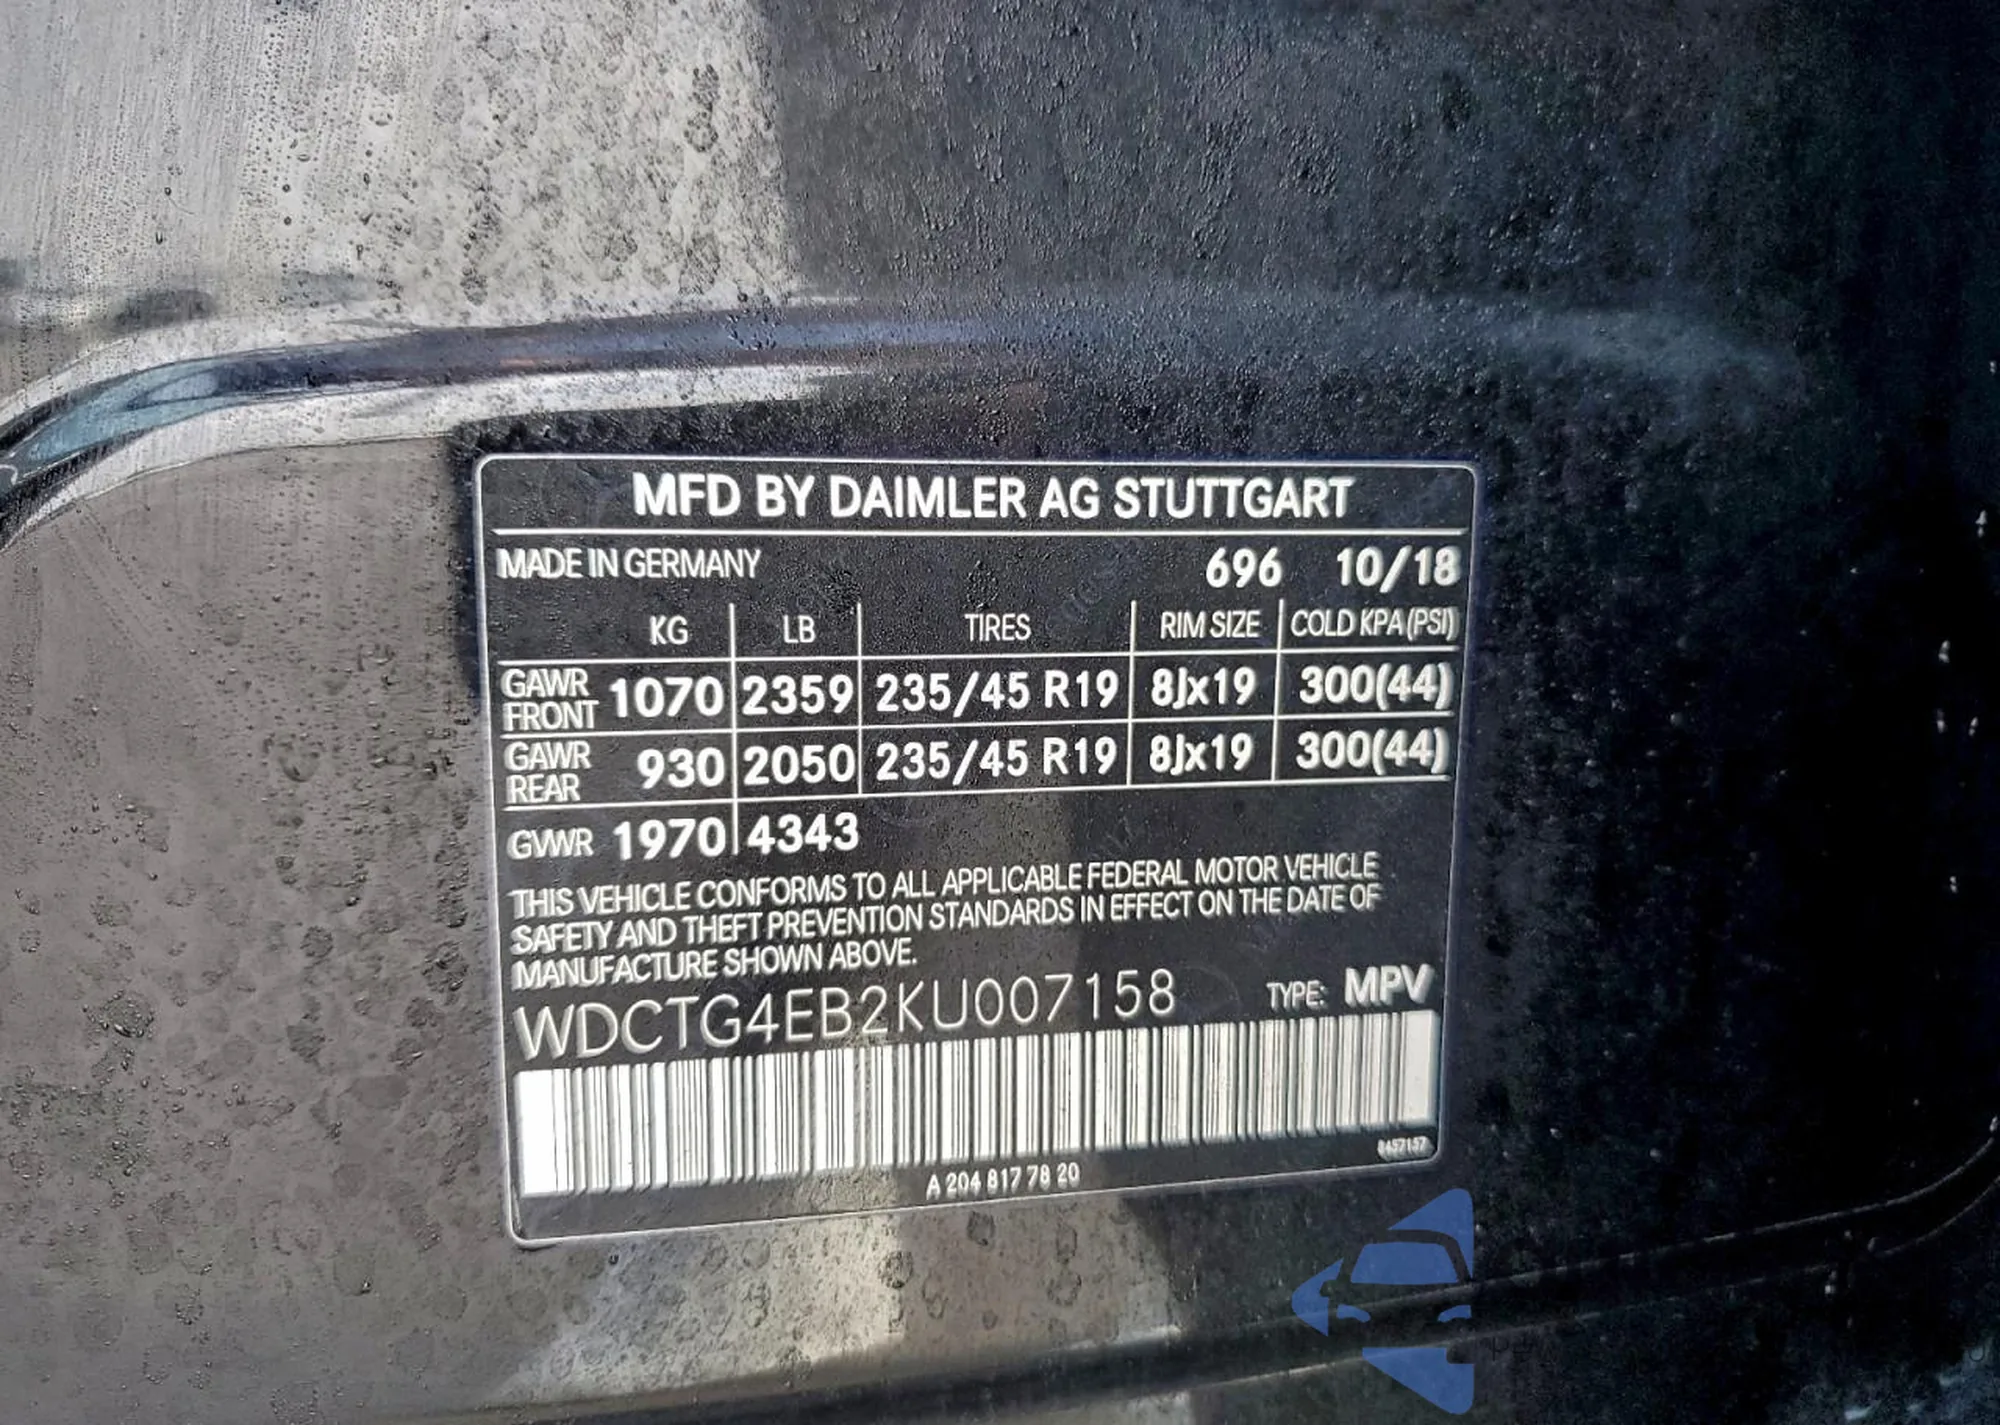 MFD BY DAIMLER AG STUTTGART
MADE IN GERMANY 696 10/18
KG LB TIRES RIM SIZE COLD KPA(PSI)
GAWR FRONT 1070 2359 235/45 R19 8Jx19 300(44)
GAWR REAR 930 2050 235/45 R19 8Jx19 300(44)
GVWR 1970 4343
THIS VEHICLE CONFORMS TO ALL APPLICABLE FEDERAL MOTOR VEHICLE
SAFETY AND THEFT PREVENTION STANDARDS IN EFFECT ON THE DATE OF
MANUFACTURE SHOWN ABOVE.
WDCTG4EB2KU007158 TYPE: MPV
8457157
A 204 817 78 20